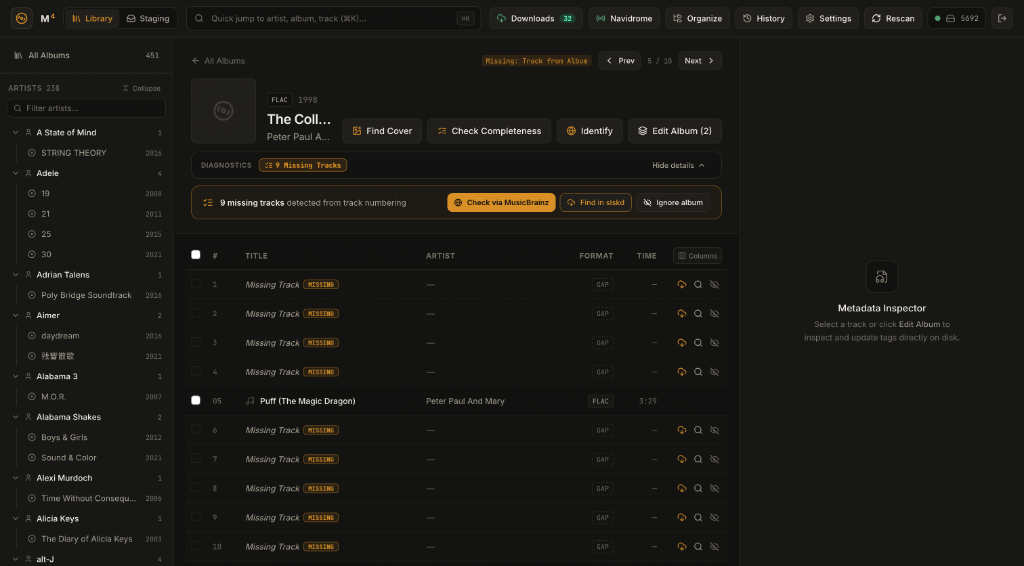 M⁴ Library Staging Quick jump to artist, album, track (⌘K)... ⌘K Downloads 32 Navidrome Organize History Settings Rescan 5692
All Albums 451
ARTISTS 238 Collapse
Filter artists...
A State of Mind 1
STRING THEORY 2016
Adele 4
19 2008
21 2011
25 2015
30 2021
Adrian Talens 1
Poly Bridge Soundtrack 2016
Aimer 2
daydream 2016
残響散歌 2021
Alabama 3 1
M.O.R. 2007
Alabama Shakes 2
Boys & Girls 2012
Sound & Color 2021
Alexi Murdoch 1
Time Without Consequ... 2006
Alicia Keys 1
The Diary of Alicia Keys 2003
alt-J 4
All Albums Missing: Track from Album Prev 5 / 10 Next
FLAC 1998
The Coll...
Peter Paul A...
Find Cover Check Completeness Identify Edit Album (2)
DIAGNOSTICS 9 Missing Tracks Hide details
9 missing tracks detected from track numbering Check via MusicBrainz Find in slskd Ignore album
# TITLE ARTIST FORMAT TIME Columns
1 Missing Track MISSING — GAP —
2 Missing Track MISSING — GAP —
3 Missing Track MISSING — GAP —
4 Missing Track MISSING — GAP —
05 Puff (The Magic Dragon) Peter Paul And Mary FLAC 3:29
6 Missing Track MISSING — GAP —
7 Missing Track MISSING — GAP —
8 Missing Track MISSING — GAP —
9 Missing Track MISSING — GAP —
10 Missing Track MISSING — GAP —
Metadata Inspector
Select a track or click Edit Album to
inspect and update tags directly on disk.